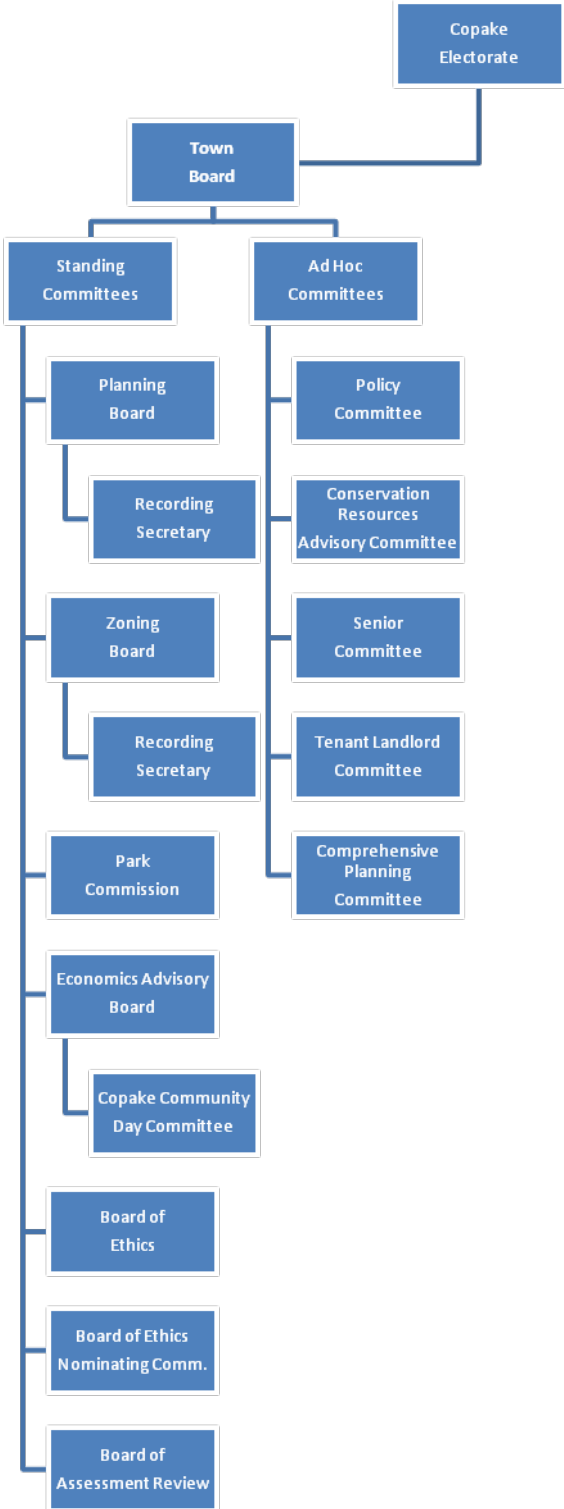 Copake
Electorate
Town
Board
Standing
Committees
Ad Hoc
Committees
Planning
Board
Recording
Secretary
Zoning
Board
Recording
Secretary
Park
Commission
Economics Advisory
Board
Copake Community
Day Committee
Board of
Ethics
Board of Ethics
Nominating Comm.
Board of
Assessment Review
Policy
Committee
Conservation
Resources
Advisory Committee
Senior
Committee
Tenant Landlord
Committee
Comprehensive
Planning
Committee